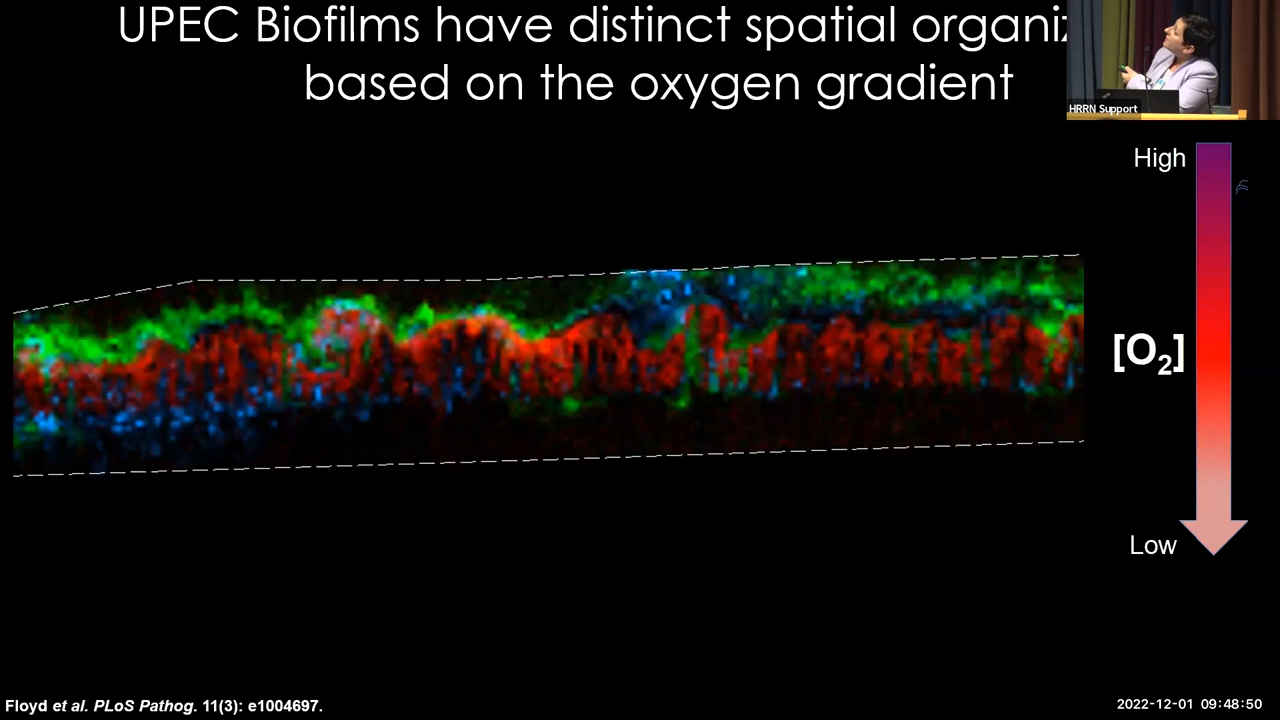 UPEC Biofilms have distinct spatial organiz
based on the oxygen gradient
HRRN Support
High
[O₂]
Low
Floyd et al. PLoS Pathog. 11(3): e1004697.
2022-12-01 09:48:50